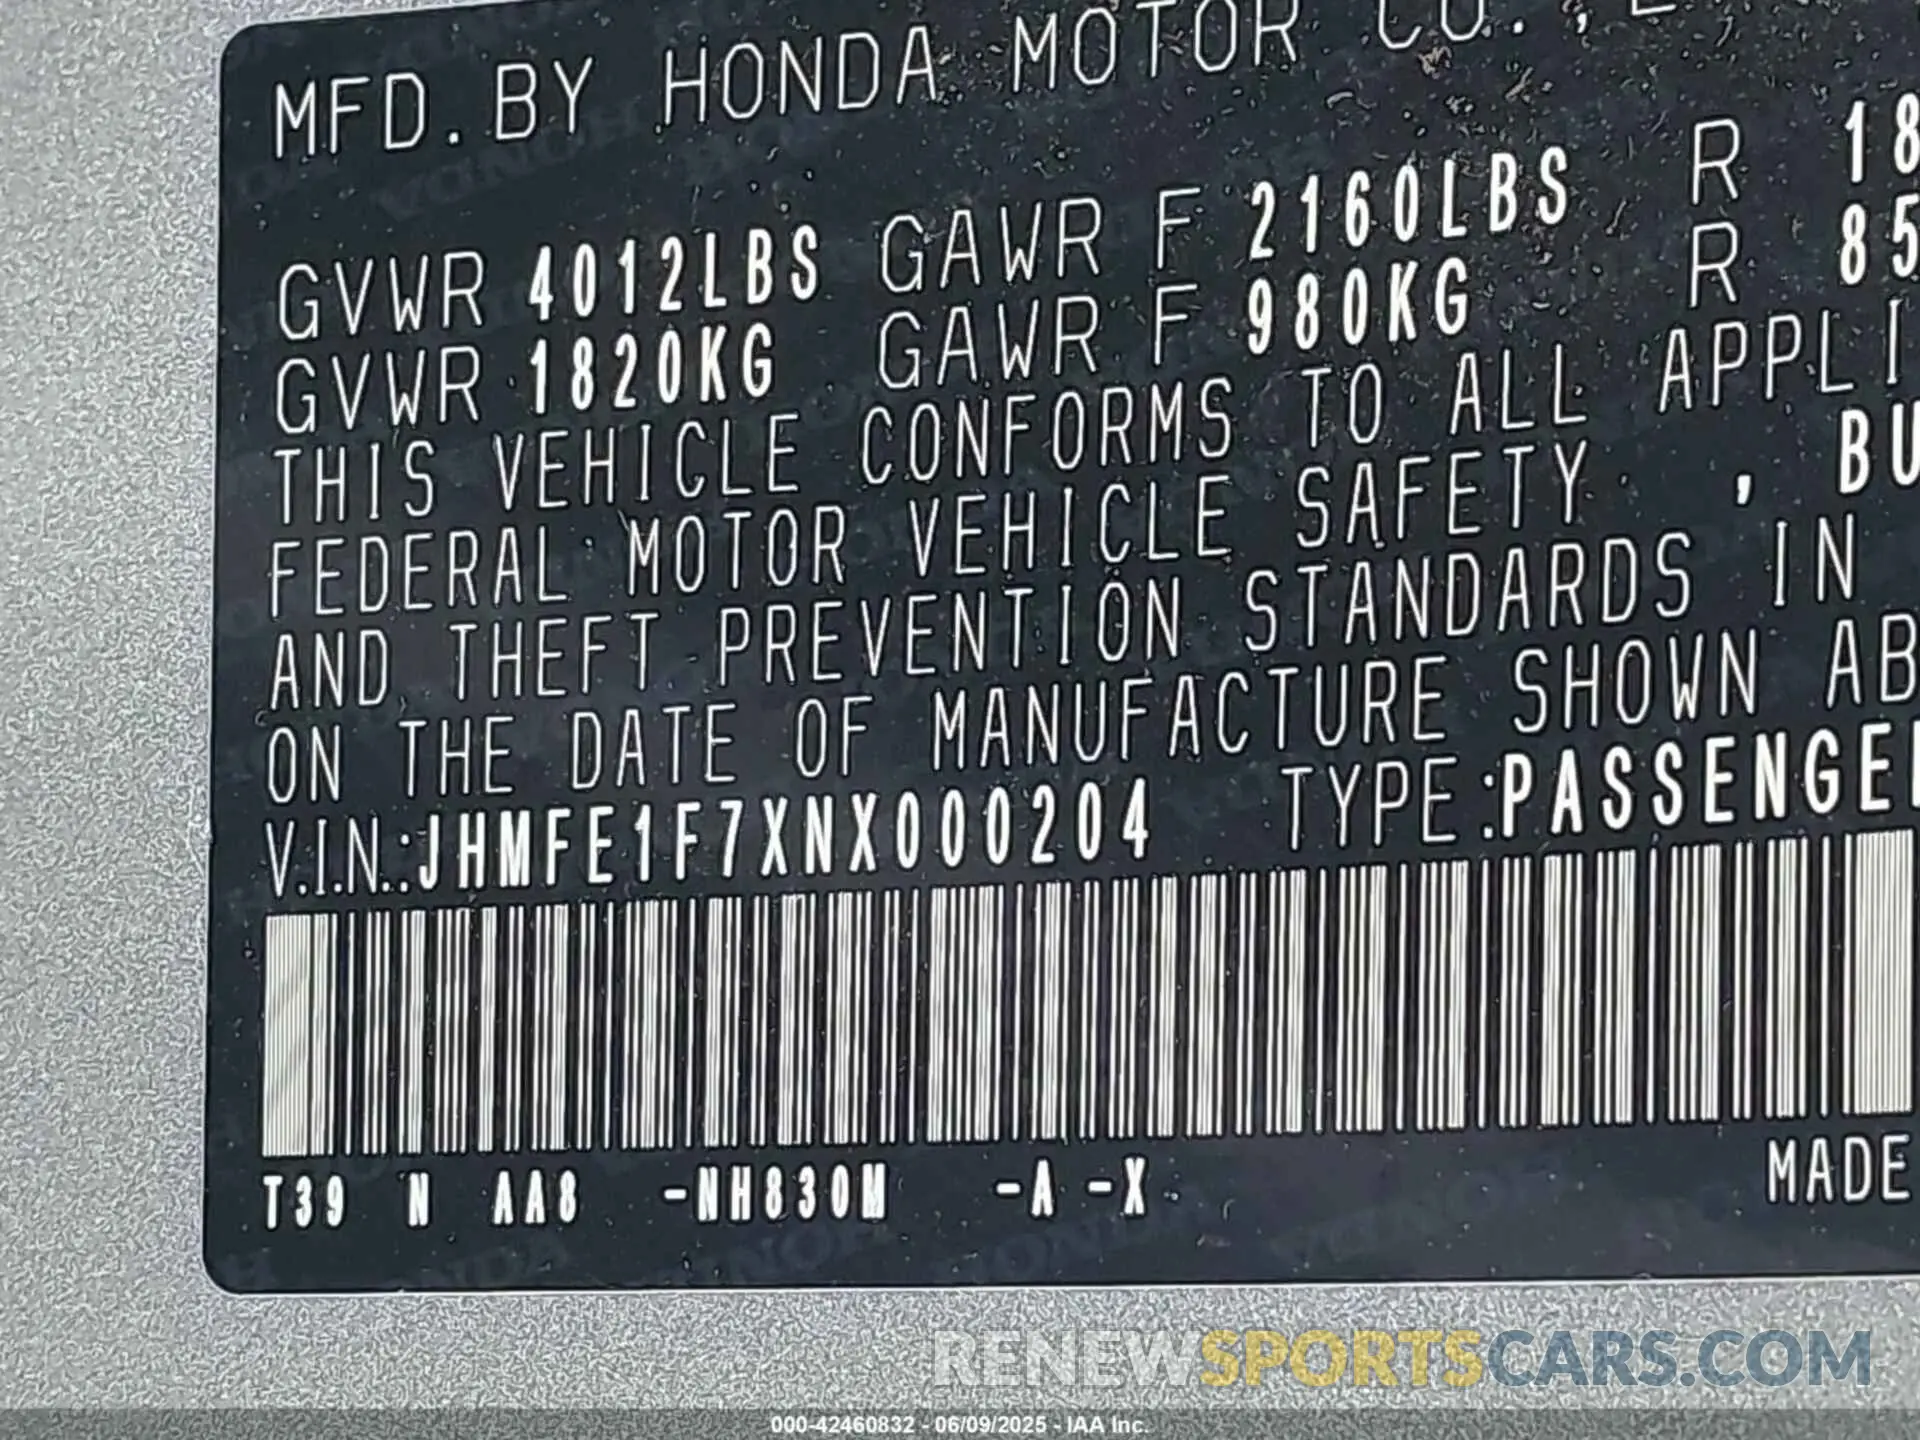 MFD. BY HONDA MOTOR CO.,
GVWR 4012LBS GAWR F 2160LBS R 18
GVWR 1820KG GAWR F 980KG R 85
THIS VEHICLE CONFORMS TO ALL APPLI
FEDERAL MOTOR VEHICLE SAFETY , BU
AND THEFT PREVENTION STANDARDS IN
ON THE DATE OF MANUFACTURE SHOWN AB
V.I.N.:JHMFE1F7XNX000204 TYPE:PASSENGE
T39 N AA8 -NH830M -A -X
MADE
RENEWSPORTSCARS.COM
000-42460832 - 06/09/2025 - IAA Inc.